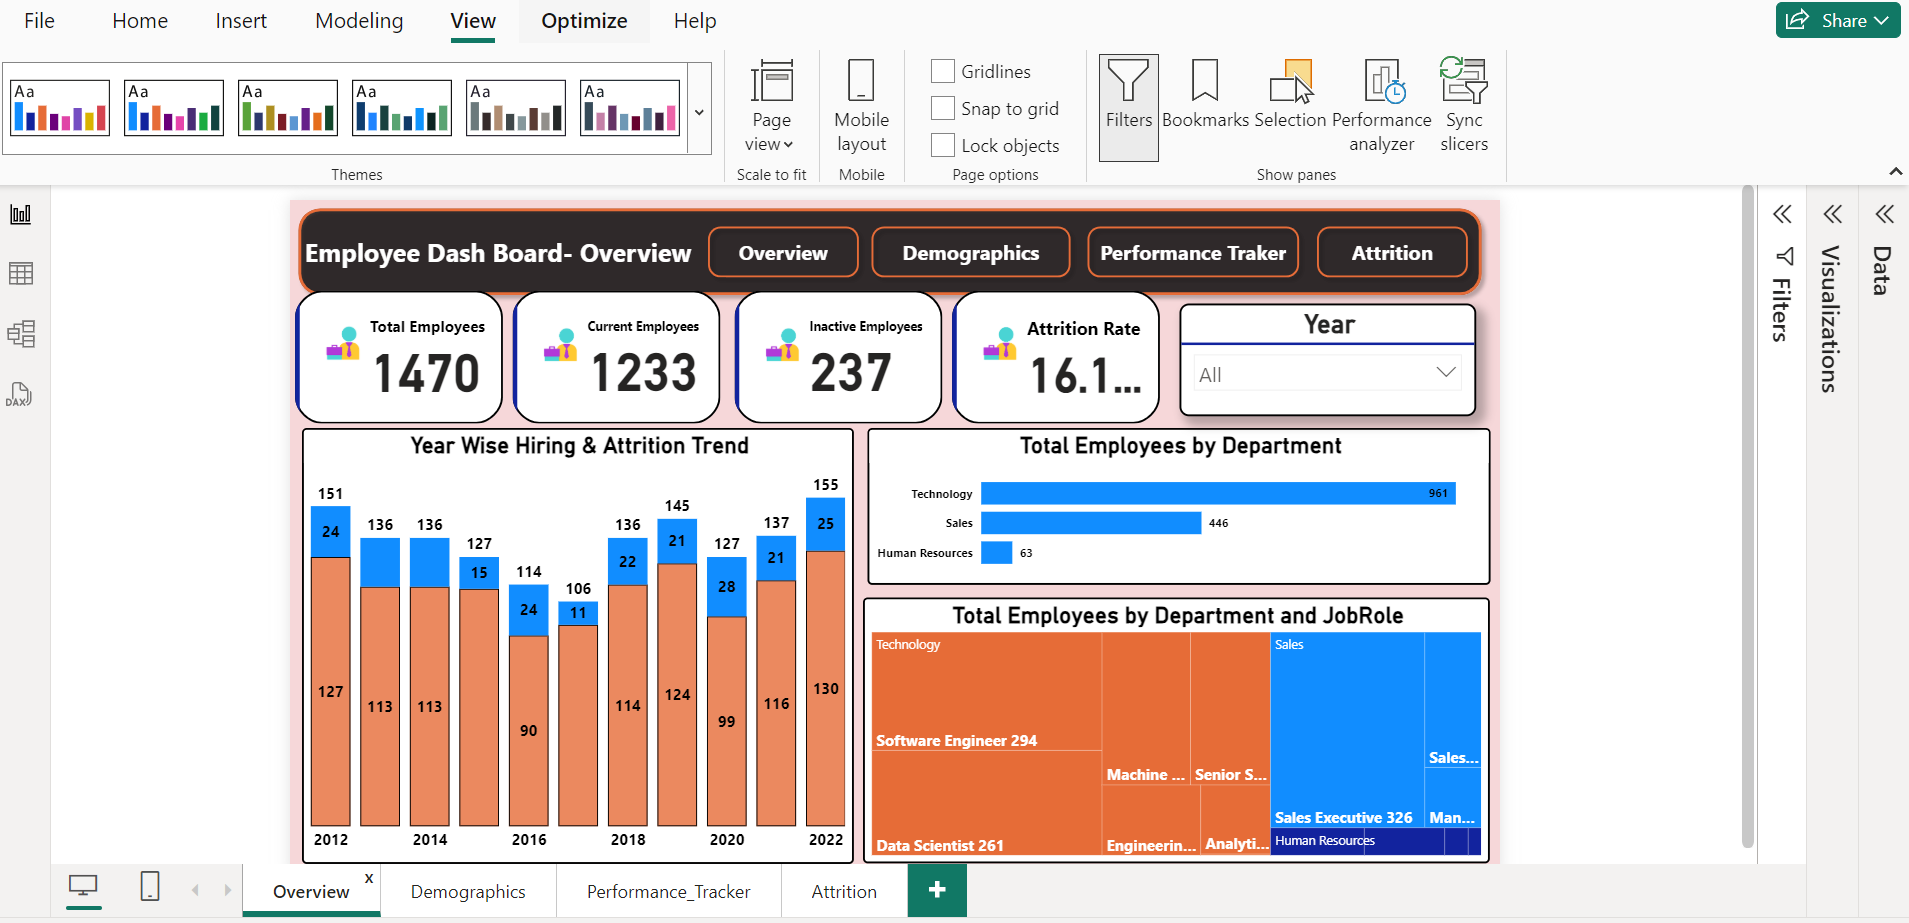 File Home Insert Modeling View Optimize Help Share
Aa Aa Aa Aa Aa Aa
Page view
Mobile layout
Gridlines
Snap to grid
Lock objects
Filters
Bookmarks
Selection
Performance analyzer
Sync slicers
Themes Scale to fit Mobile Page options Show panes
Employee Dash Board- Overview Overview Demographics Performance Traker Attrition
Total Employees
1470
Current Employees
1233
Inactive Employees
237
Attrition Rate
16.1...
Year
All
Year Wise Hiring & Attrition Trend
151 136 136 127 114 106 136 145 127 137 155
24 15 24 11 22 21 28 21 25
127 113 113 90 114 124 99 116 130
2012 2014 2016 2018 2020 2022
Total Employees by Department
Technology 961
Sales 446
Human Resources 63
Total Employees by Department and JobRole
Technology
Software Engineer 294
Data Scientist 261
Machine ...
Senior S...
Engineerin...
Analyti...
Sales
Sales Executive 326
Sales...
Man...
Human Resources
Filters
Visualizations
Data
DAX
Overview x Demographics Performance_Tracker Attrition +